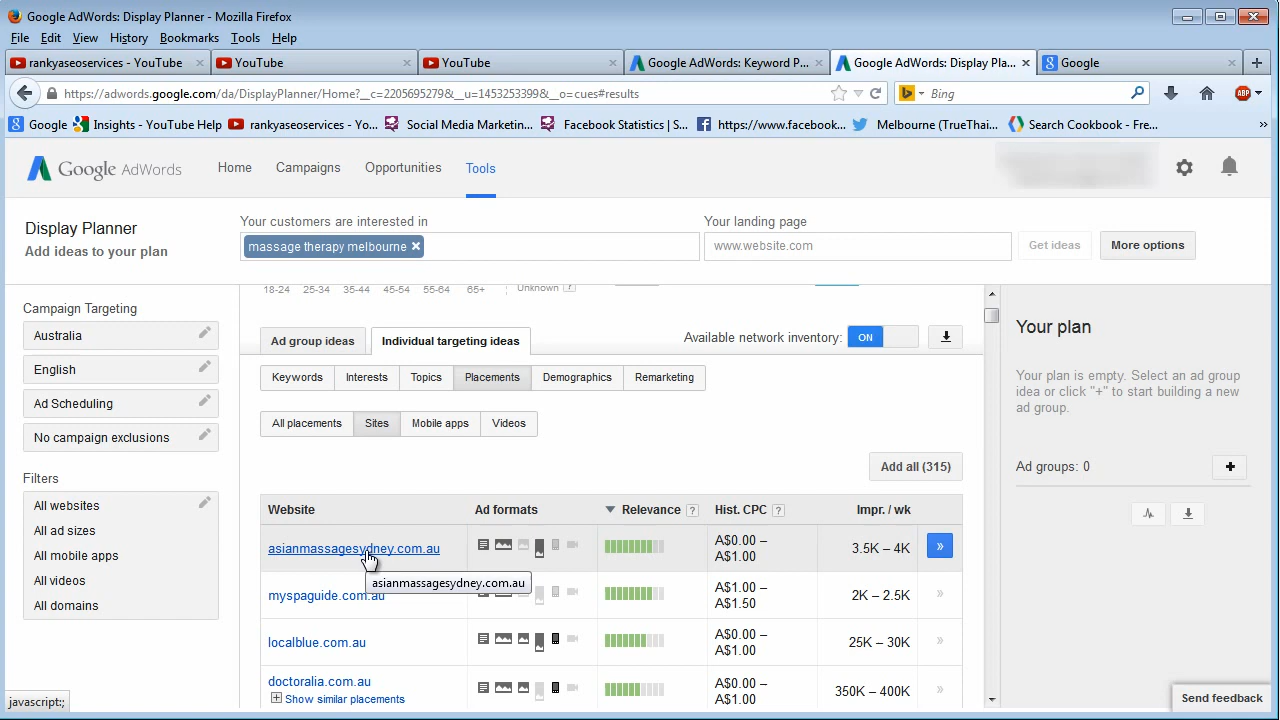 Google AdWords: Display Planner - Mozilla Firefox
File Edit View History Bookmarks Tools Help
rankyaseoservices - YouTube
YouTube
YouTube
Google AdWords: Keyword P...
Google AdWords: Display Pla...
Google
https://adwords.google.com/da/DisplayPlanner/Home?__c=2205695279&__u=1453253399&__o=cues#results
Bing
ABP
Google
Insights - YouTube Help
rankyaseoservices - Yo...
Social Media Marketin...
Facebook Statistics | S...
https://www.facebook...
Melbourne (TrueThai...
Search Cookbook - Fre...
Google AdWords
Home
Campaigns
Opportunities
Tools
Display Planner
Add ideas to your plan
Your customers are interested in
massage therapy melbourne
Your landing page
www.website.com
Get ideas
More options
Campaign Targeting
Australia
English
Ad Scheduling
No campaign exclusions
Filters
All websites
All ad sizes
All mobile apps
All videos
All domains
18-24 25-34 35-44 45-54 55-64 65+ Unknown ?
Ad group ideas
Individual targeting ideas
Available network inventory: ON
Keywords
Interests
Topics
Placements
Demographics
Remarketing
All placements
Sites
Mobile apps
Videos
Add all (315)
Website Ad formats Relevance ? Hist. CPC ? Impr. / wk
asianmassagesydney.com.au A$0.00 – A$1.00 3.5K – 4K »
asianmassagesydney.com.au
myspaguide.com.au A$1.00 – A$1.50 2K – 2.5K »
localblue.com.au A$0.00 – A$1.00 25K – 30K »
doctoralia.com.au A$0.00 – A$1.00 350K – 400K »
Show similar placements
Your plan
Your plan is empty. Select an ad group
idea or click "+" to start building a new
ad group.
Ad groups: 0
javascript:;
Send feedback